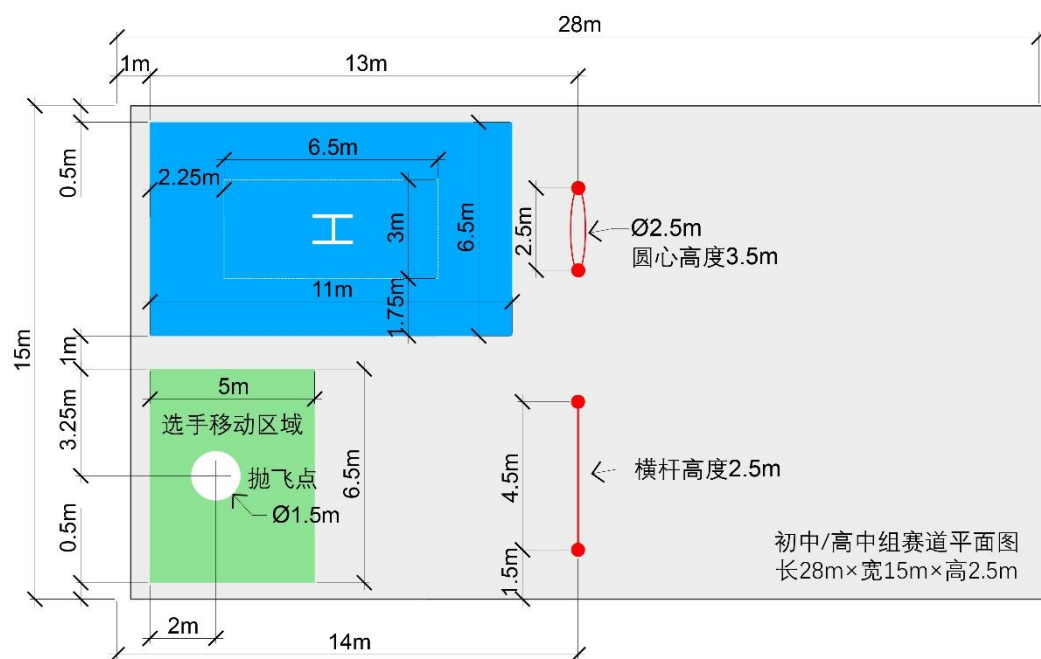 28m
1m
13m
0.5m
6.5m
2.25m
H
3m
6.5m
2.5m
Ø2.5m
圆心高度3.5m
11m
1.75m
15m
1m
5m
3.25m
选手移动区域
抛飞点
Ø1.5m
6.5m
4.5m
横杆高度2.5m
0.5m
1.5m
初中/高中组赛道平面图
长28m×宽15m×高2.5m
2m
14m